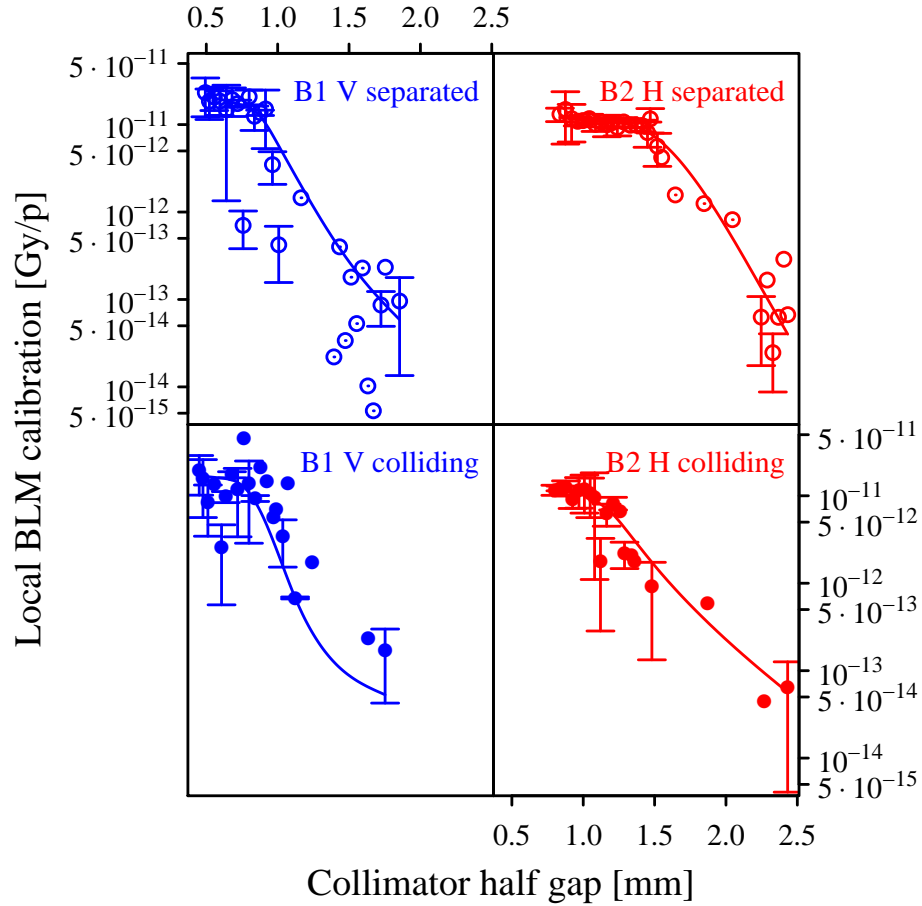 0.5 1.0 1.5 2.0 2.5
5 · 10⁻¹¹
10⁻¹¹
5 · 10⁻¹²
10⁻¹²
5 · 10⁻¹³
10⁻¹³
5 · 10⁻¹⁴
10⁻¹⁴
5 · 10⁻¹⁵
B1 V separated
B2 H separated
Local BLM calibration [Gy/p]
B1 V colliding
B2 H colliding
5 · 10⁻¹¹
10⁻¹¹
5 · 10⁻¹²
10⁻¹²
5 · 10⁻¹³
10⁻¹³
5 · 10⁻¹⁴
10⁻¹⁴
5 · 10⁻¹⁵
0.5 1.0 1.5 2.0 2.5
Collimator half gap [mm]